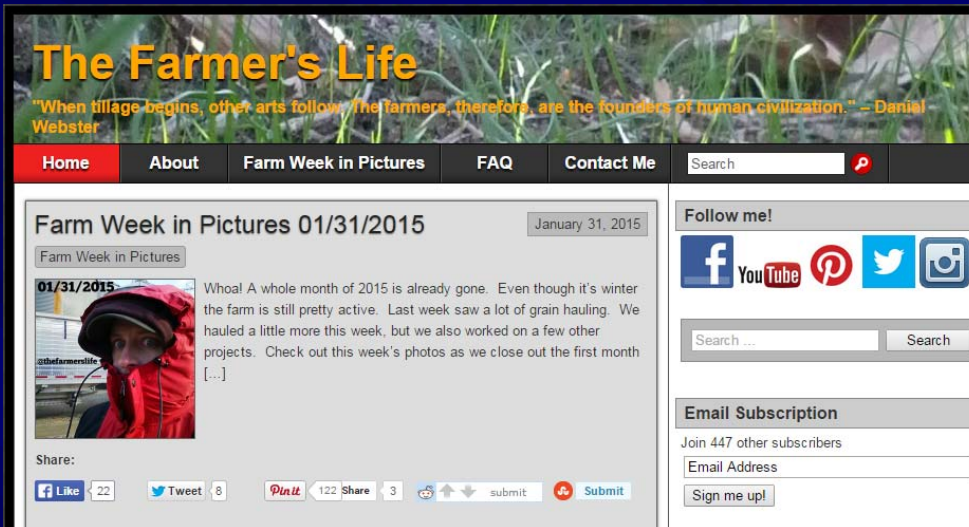 The Farmer's Life
"When tillage begins, other arts follow. The farmers, therefore, are the founders of human civilization." – Daniel
Webster
Home About Farm Week in Pictures FAQ Contact Me Search
Farm Week in Pictures 01/31/2015
January 31, 2015
Farm Week in Pictures
01/31/2015
@thefarmerslife
Whoa! A whole month of 2015 is already gone. Even though it's winter
the farm is still pretty active. Last week saw a lot of grain hauling. We
hauled a little more this week, but we also worked on a few other
projects. Check out this week's photos as we close out the first month
[...]
Share:
Like 22 Tweet 8 Pin it 122 Share 3 submit Submit
Follow me!
f You Tube
Search ... Search
Email Subscription
Join 447 other subscribers
Email Address
Sign me up!